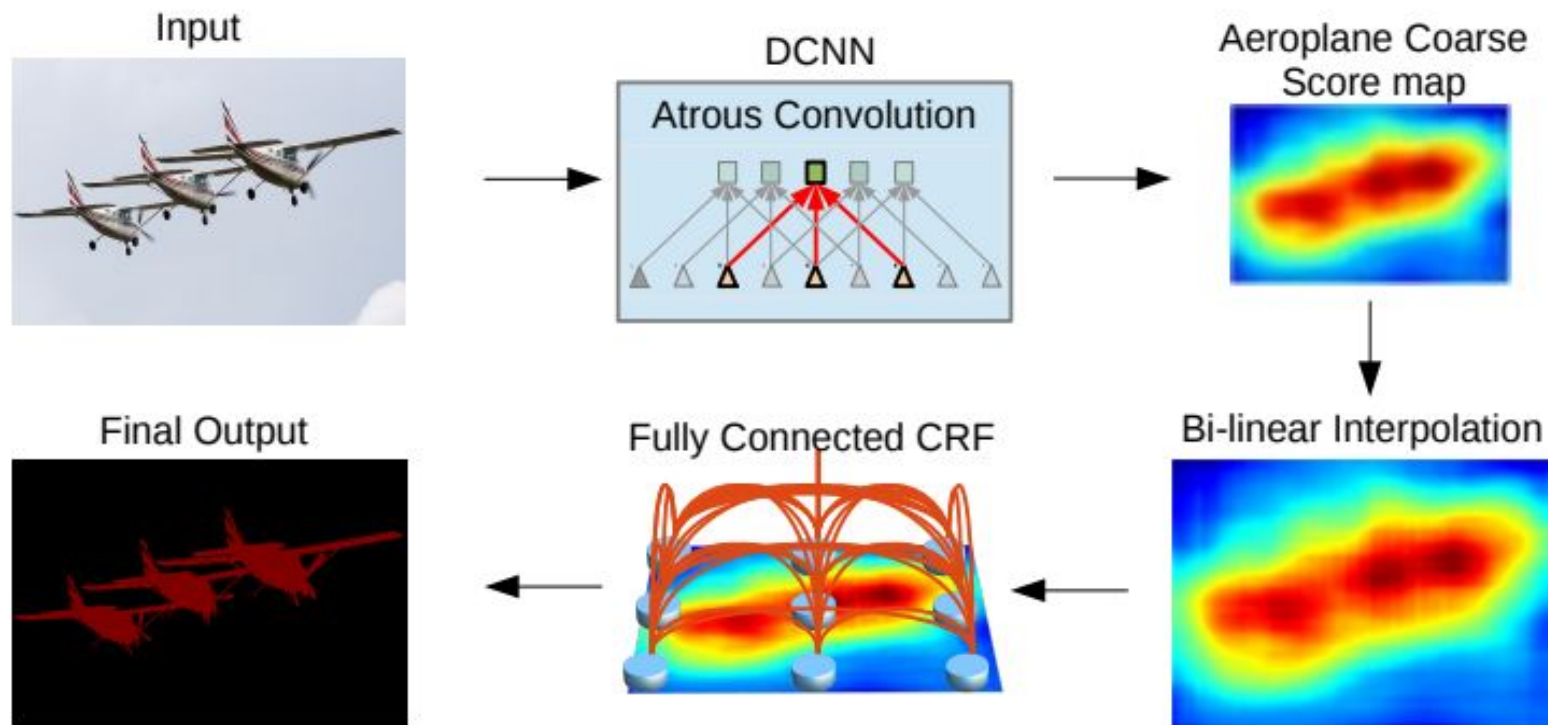 Input
DCNN
Aeroplane Coarse
Score map
Atrous Convolution
Final Output
Fully Connected CRF
Bi-linear Interpolation